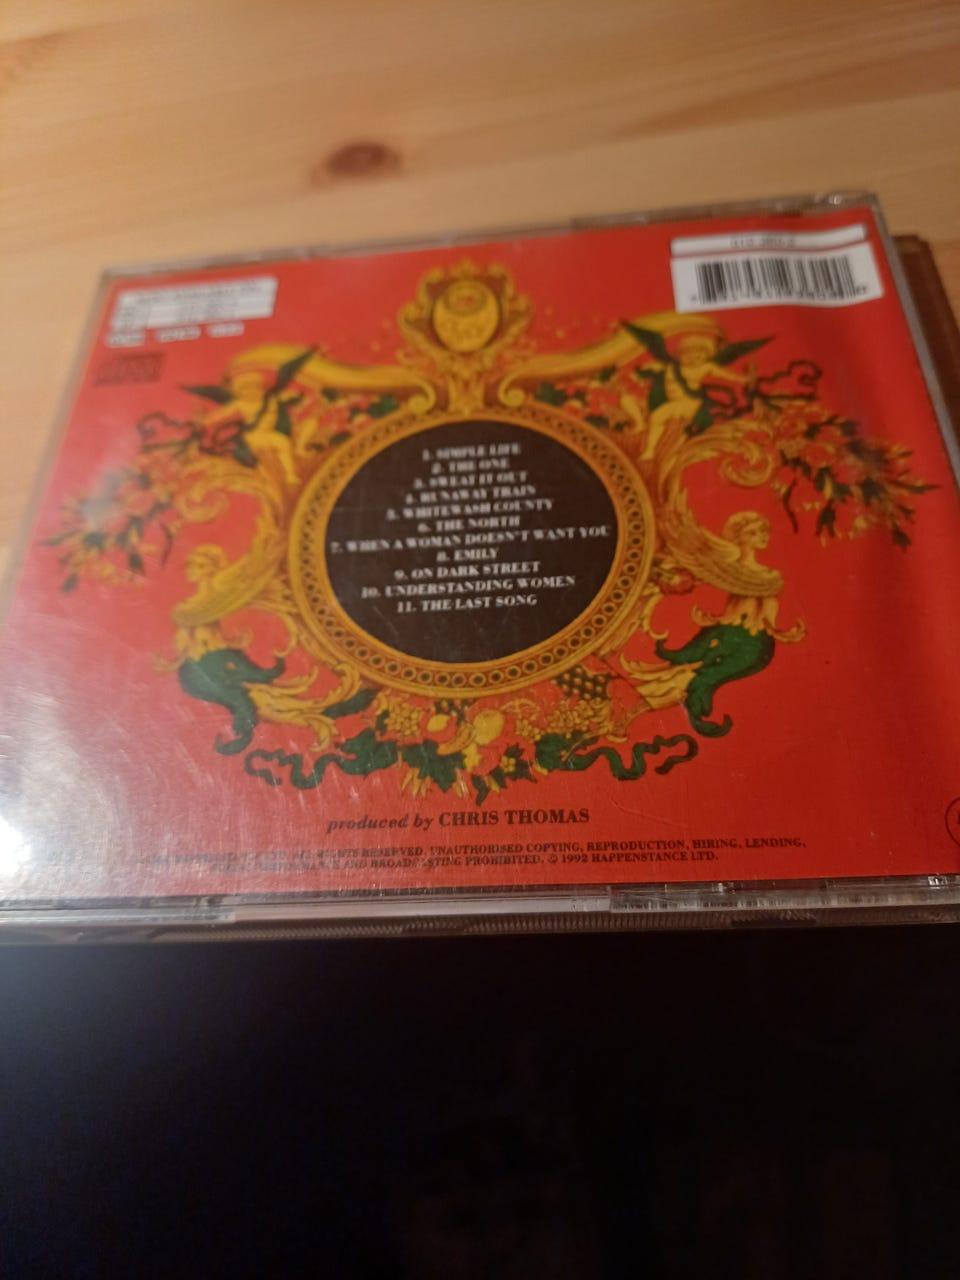 1. SIMPLE LIFE
2. THE ONE
3. SWEAT IT OUT
4. RUNAWAY TRAIN
5. WHITEWASH COUNTY
6. THE NORTH
7. WHEN A WOMAN DOESN'T WANT YOU
8. EMILY
9. ON DARK STREET
10. UNDERSTANDING WOMEN
11. THE LAST SONG
produced by CHRIS THOMAS
ALL RIGHTS RESERVED. UNAUTHORISED COPYING, REPRODUCTION, HIRING, LENDING,
PERFORMANCE AND BROADCASTING PROHIBITED. © 1992 HAPPENSTANCE LTD.